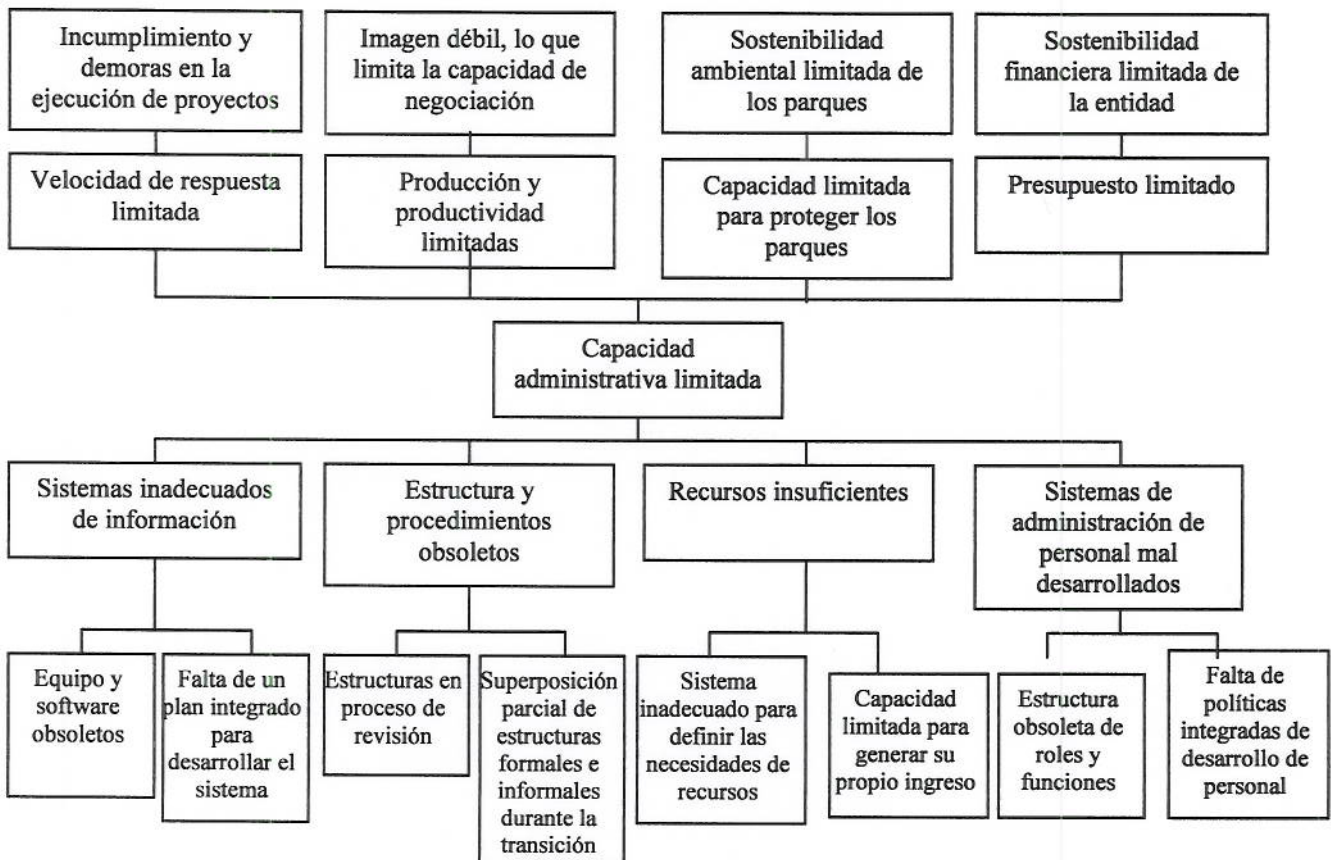 Incumplimiento y
demoras en la
ejecución de proyectos
Imagen débil, lo que
limita la capacidad de
negociación
Sostenibilidad
ambiental limitada de
los parques
Sostenibilidad
financiera limitada de
la entidad
Velocidad de respuesta
limitada
Producción y
productividad
limitadas
Capacidad limitada
para proteger los
parques
Presupuesto limitado
Capacidad
administrativa limitada
Sistemas inadecuados
de información
Estructura y
procedimientos
obsoletos
Recursos insuficientes
Sistemas de
administración de
personal mal
desarrollados
Equipo y
software
obsoletos
Falta de un
plan integrado
para
desarrollar el
sistema
Estructuras en
proceso de
revisión
Superposición
parcial de
estructuras
formales e
informales
durante la
transición
Sistema
inadecuado para
definir las
necesidades de
recursos
Capacidad
limitada para
generar su
propio ingreso
Estructura
obsoleta de
roles y
funciones
Falta de
políticas
integradas de
desarrollo de
personal